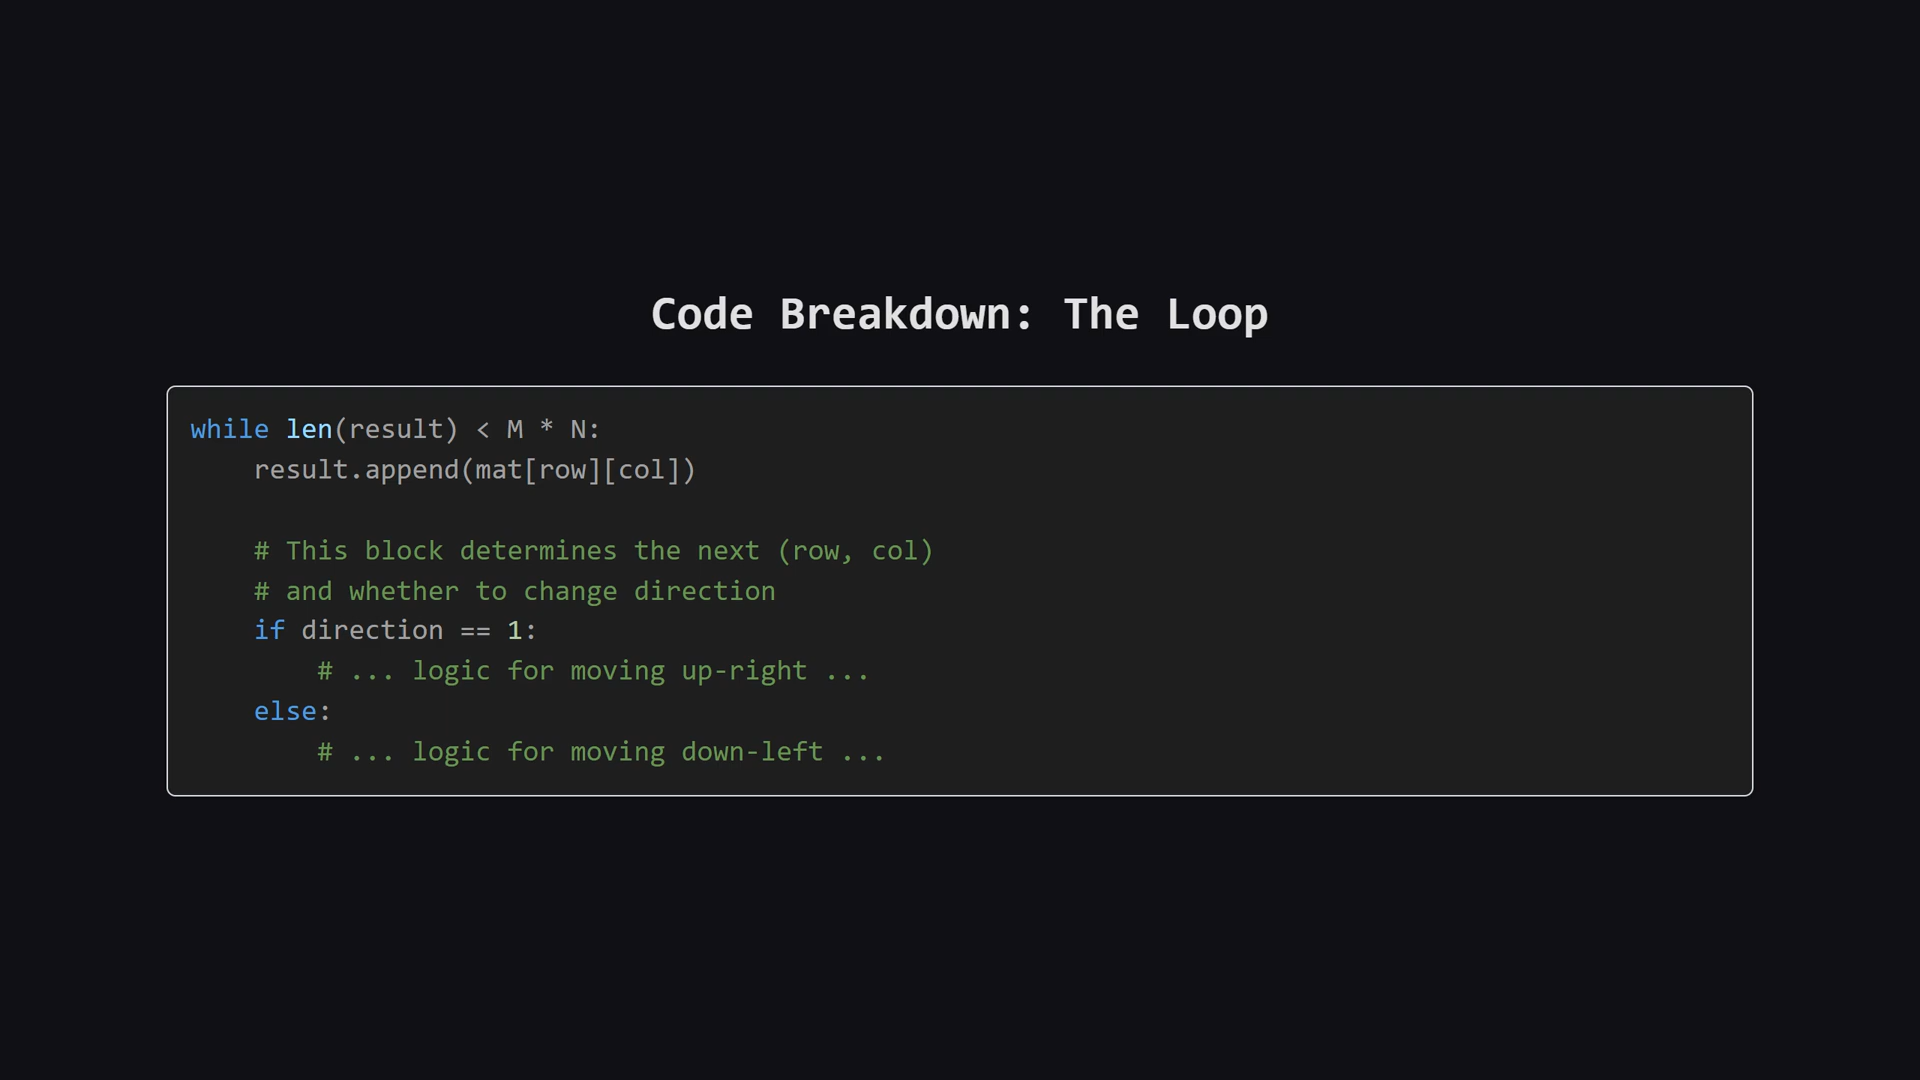 Code Breakdown: The Loop
while len(result) < M * N:
    result.append(mat[row][col])

    # This block determines the next (row, col)
    # and whether to change direction
    if direction == 1:
        # ... logic for moving up-right ...
    else:
        # ... logic for moving down-left ...